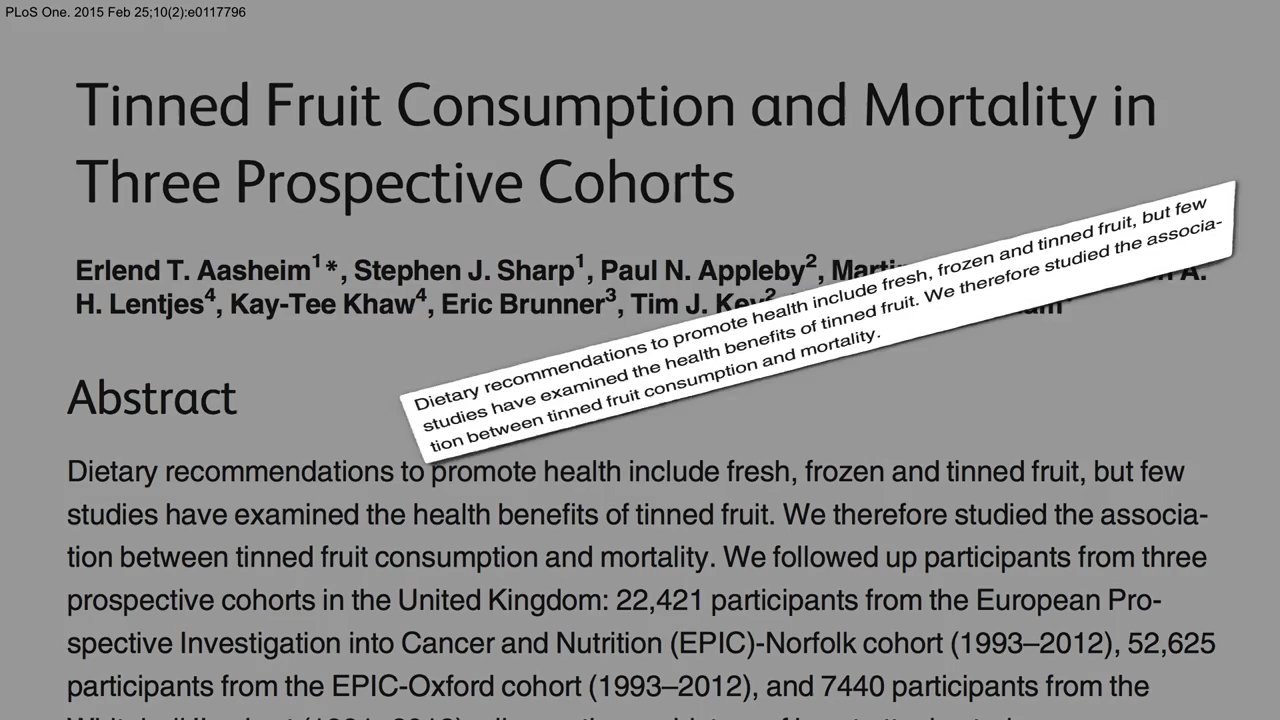 PLoS One. 2015 Feb 25;10(2):e0117796
Tinned Fruit Consumption and Mortality in
Three Prospective Cohorts
Erlend T. Aasheim1*, Stephen J. Sharp1, Paul N. Appleby2,
H. Lentjes4, Kay-Tee Khaw4, Eric Brunner3, Tim J. Key2
Dietary recommendations to promote health include fresh, frozen and tinned fruit, but few
studies have examined the health benefits of tinned fruit. We therefore studied the associa-
tion between tinned fruit consumption and mortality.
Abstract
Dietary recommendations to promote health include fresh, frozen and tinned fruit, but few
studies have examined the health benefits of tinned fruit. We therefore studied the associa-
tion between tinned fruit consumption and mortality. We followed up participants from three
prospective cohorts in the United Kingdom: 22,421 participants from the European Pro-
spective Investigation into Cancer and Nutrition (EPIC)-Norfolk cohort (1993–2012), 52,625
participants from the EPIC-Oxford cohort (1993–2012), and 7440 participants from the